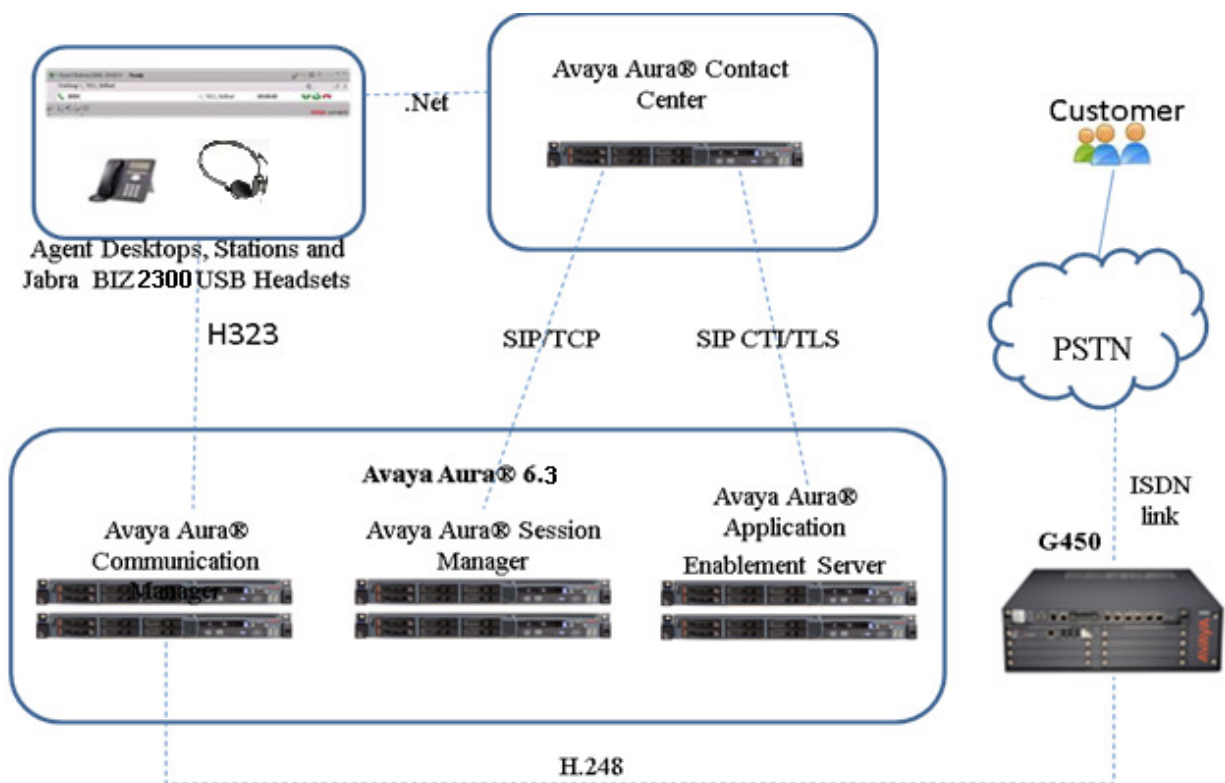 Avaya Aura® Contact
Center
.Net
Customer
Agent Desktops, Stations and
Jabra BIZ 2300 USB Headsets
H323
SIP/TCP
SIP CTI/TLS
PSTN
Avaya Aura® 6.3
ISDN
link
Avaya Aura®
Communication
Manager
Avaya Aura® Session
Manager
Avaya Aura®
Application
Enablement Server
G450
AVAYA
H.248